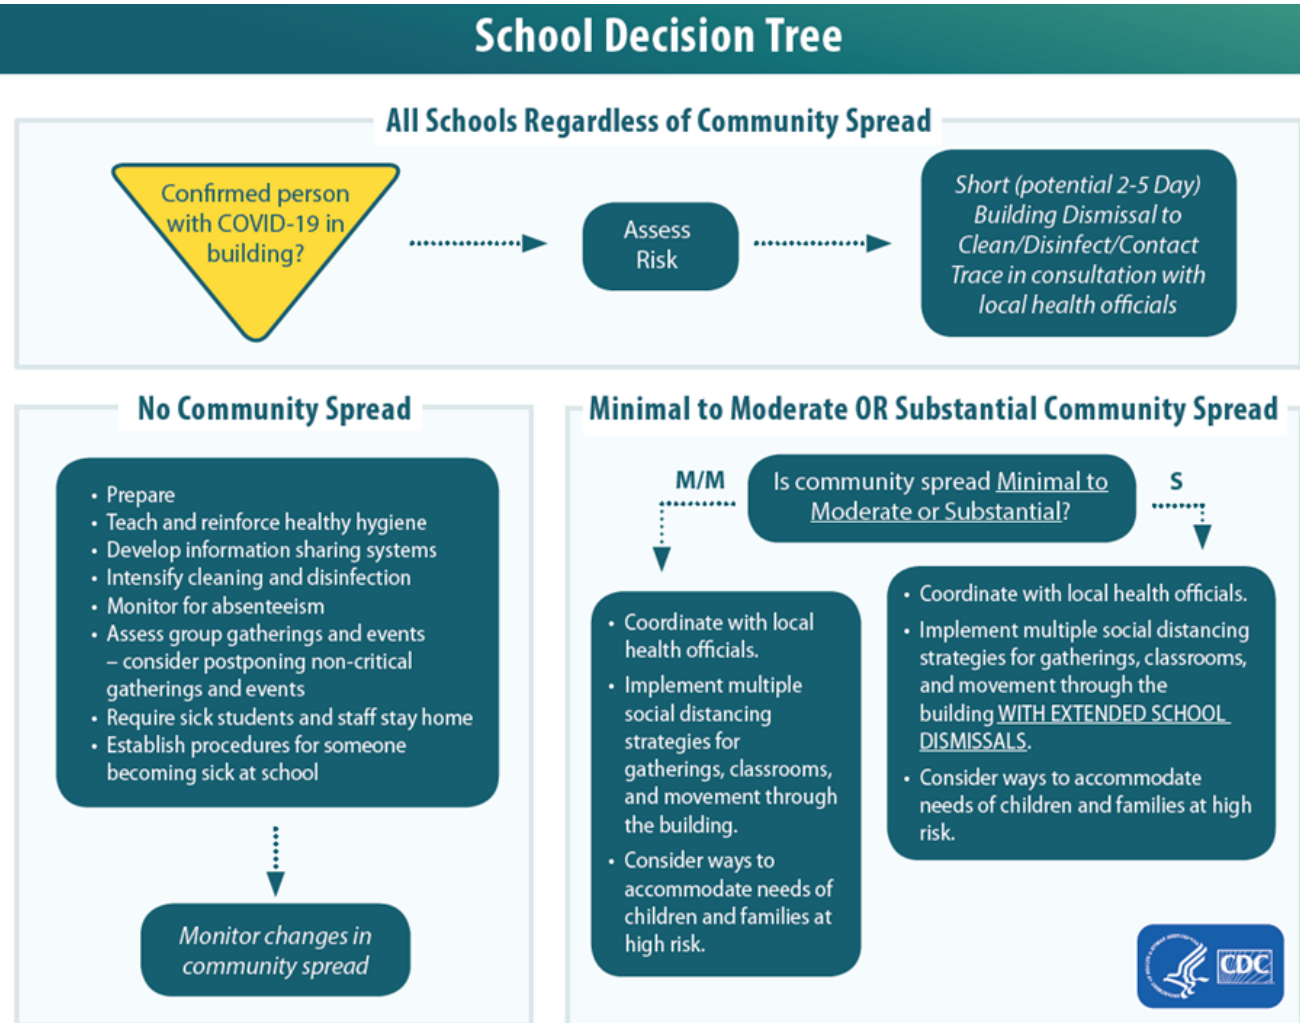 School Decision Tree
All Schools Regardless of Community Spread
Confirmed person
with COVID-19 in
building?
Assess
Risk
Short (potential 2-5 Day)
Building Dismissal to
Clean/Disinfect/Contact
Trace in consultation with
local health officials
No Community Spread
• Prepare
• Teach and reinforce healthy hygiene
• Develop information sharing systems
• Intensify cleaning and disinfection
• Monitor for absenteeism
• Assess group gatherings and events
– consider postponing non-critical
gatherings and events
• Require sick students and staff stay home
• Establish procedures for someone
becoming sick at school
Monitor changes in
community spread
Minimal to Moderate OR Substantial Community Spread
M/M
Is community spread Minimal to
Moderate or Substantial?
S
• Coordinate with local
health officials.
• Implement multiple
social distancing
strategies for
gatherings, classrooms,
and movement through
the building.
• Consider ways to
accommodate needs of
children and families at
high risk.
• Coordinate with local health officials.
• Implement multiple social distancing
strategies for gatherings, classrooms,
and movement through the
building WITH EXTENDED SCHOOL
DISMISSALS.
• Consider ways to accommodate
needs of children and families at high
risk.
CDC